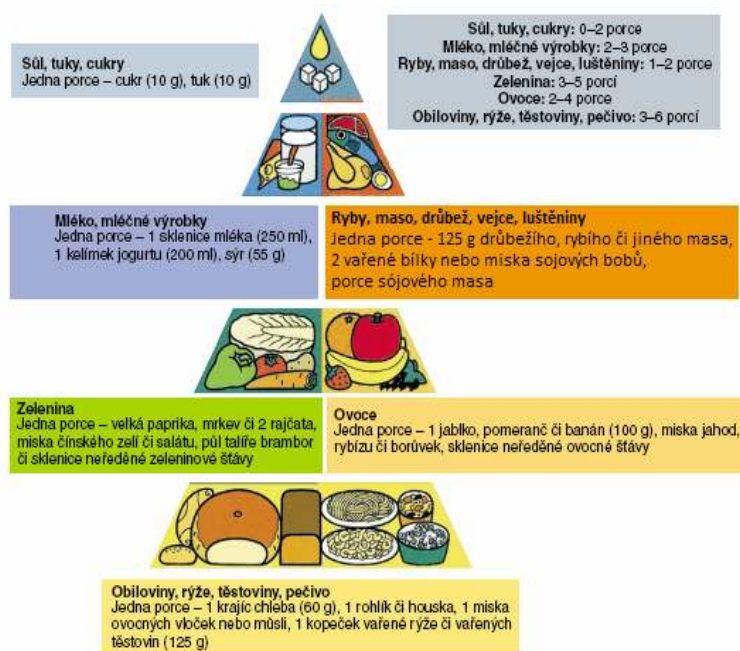 Sůl, tuky, cukry
Jedna porce – cukr (10 g), tuk (10 g)
Sůl, tuky, cukry: 0–2 porce
Mléko, mléčné výrobky: 2–3 porce
Ryby, maso, drůbež, vejce, luštěniny: 1–2 porce
Zelenina: 3–5 porcí
Ovoce: 2–4 porce
Obiloviny, rýže, těstoviny, pečivo: 3–6 porcí
Mléko, mléčné výrobky
Jedna porce – 1 sklenice mléka (250 ml),
1 kelímek jogurtu (200 ml), sýr (55 g)
Ryby, maso, drůbež, vejce, luštěniny
Jedna porce - 125 g drůbežího, rybího či jiného masa,
2 vařené bílky nebo miska sojových bobů,
porce sójového masa
Zelenina
Jedna porce – velká paprika, mrkev či 2 rajčata,
miska čínského zelí či salátu, půl talíře brambor
či sklenice neředěné zeleninové šťávy
Ovoce
Jedna porce – 1 jablko, pomeranč či banán (100 g), miska jahod,
rybízu či borůvek, sklenice neředěné ovocné šťávy
Obiloviny, rýže, těstoviny, pečivo
Jedna porce – 1 krajíc chleba (60 g), 1 rohlík či houska, 1 miska
ovocných vloček nebo müsli, 1 kopeček vařené rýže či vařených
těstovin (125 g)